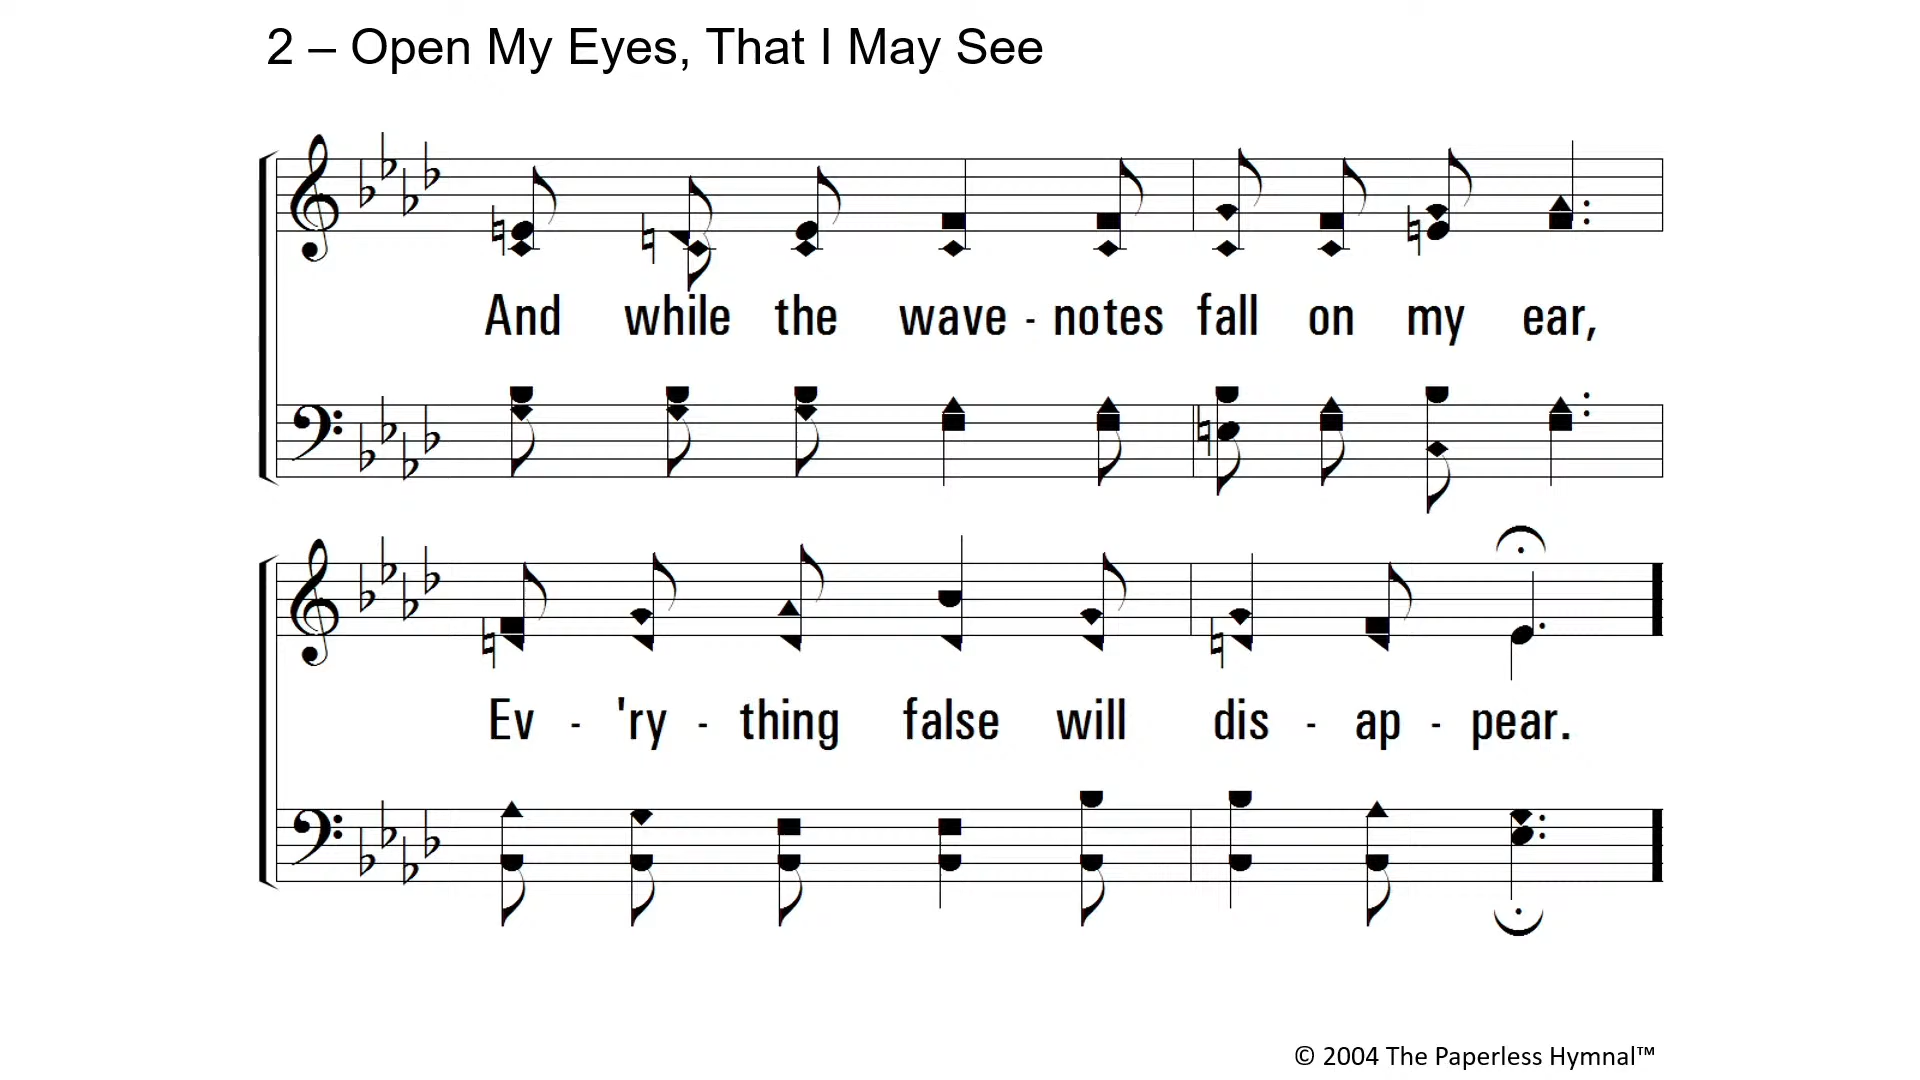 2 – Open My Eyes, That I May See
And while the wave - notes fall on my ear,
Ev - 'ry - thing false will dis - ap - pear.
© 2004 The Paperless Hymnal™